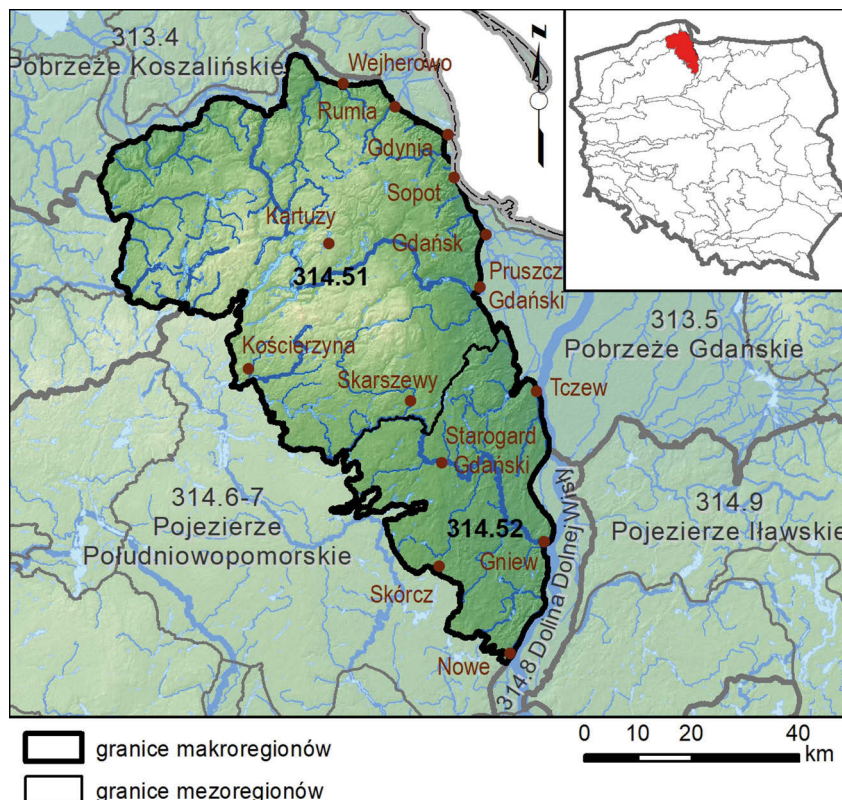 313.4
Pobrzeże Koszalińskie
Wejherowo
Rumia
Gdynia
Sopot
Kartuzy
Gdańsk
314.51
Pruszcz
Gdański
313.5
Pobrzeże Gdańskie
Kościerzyna
Skarszewy
Tczew
Starogard
Gdański
314.6-7
Pojezierze
Południowopomorskie
314.52
314.9
Pojezierze Iławskie
Gniew
Skórcz
Nowe
314.8 Dolina Dolnej Wisły
N
granice makroregionów
granice mezoregionów
0 10 20 40
km